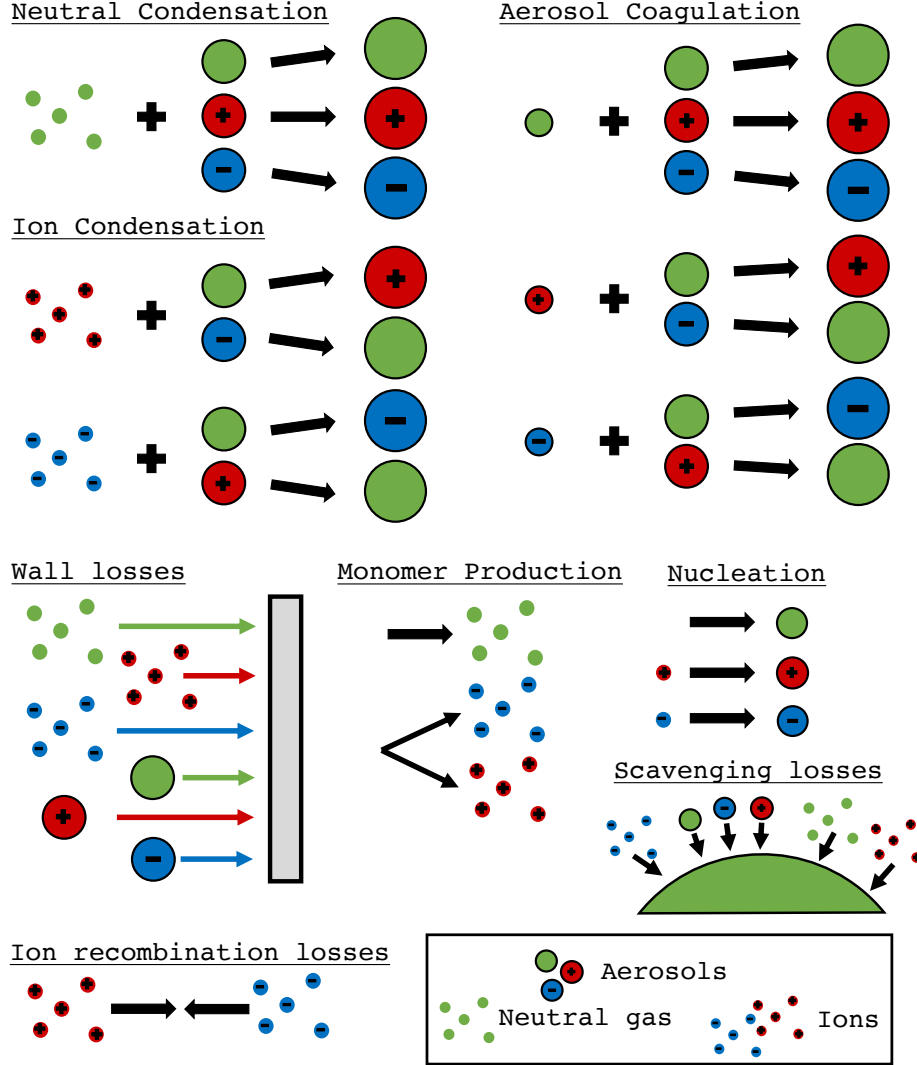 Neutral Condensation
Aerosol Coagulation
Ion Condensation
Wall losses
Monomer Production
Nucleation
Scavenging losses
Ion recombination losses
Aerosols
Neutral gas
Ions